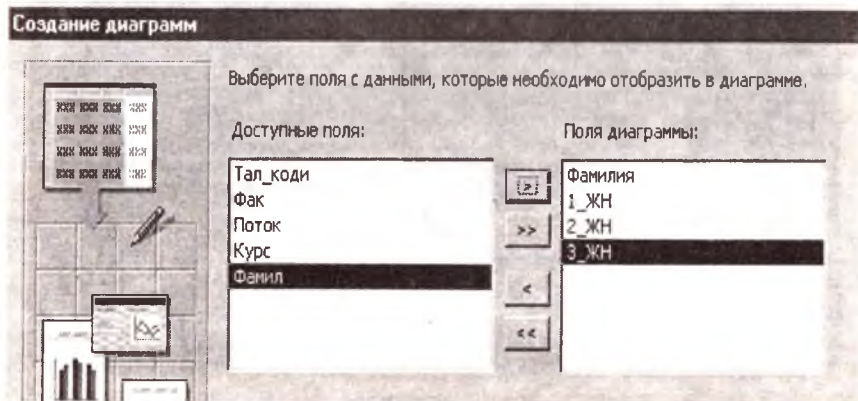 Создание диаграмм
Выберите поля с данными, которые необходимо отобразить в диаграмме.
Доступные поля:
Поля диаграммы:
Тал_коди
Фак
Поток
Курс
Фамил
>
>>
<
<<
Фамилия
1_ЖН
2_ЖН
3_ЖН